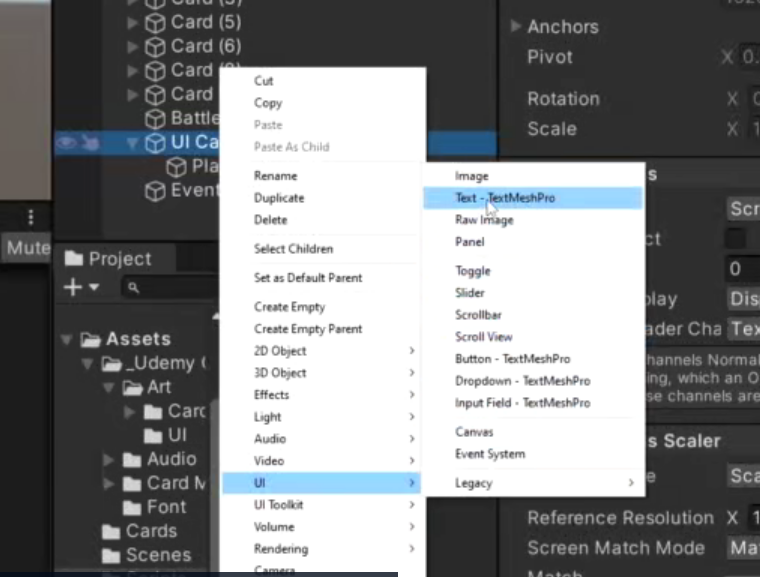 Card (5)
Card (6)
Card
Card
Battle
UI Ca
Pla
Event
Mute
Project
Assets
_Udemy
Art
Card
UI
Audio
Card M
Font
Cards
Scenes
Cut
Copy
Paste
Paste As Child
Rename
Duplicate
Delete
Select Children
Set as Default Parent
Create Empty
Create Empty Parent
2D Object
3D Object
Effects
Light
Audio
Video
UI
UI Toolkit
Volume
Rendering
Camera
Image
Text - TextMeshPro
Raw Image
Panel
Toggle
Slider
Scrollbar
Scroll View
Button - TextMeshPro
Dropdown - TextMeshPro
Input Field - TextMeshPro
Canvas
Event System
Legacy
Anchors
Pivot X 0.
Rotation X 0
Scale X 1
s
Scr
ct
0
play Dis
ader Cha Tex
hannels Normal
ing, which an O
se channels are
s Scaler
e Sca
Reference Resolution X 1
Screen Match Mode Ma
Match